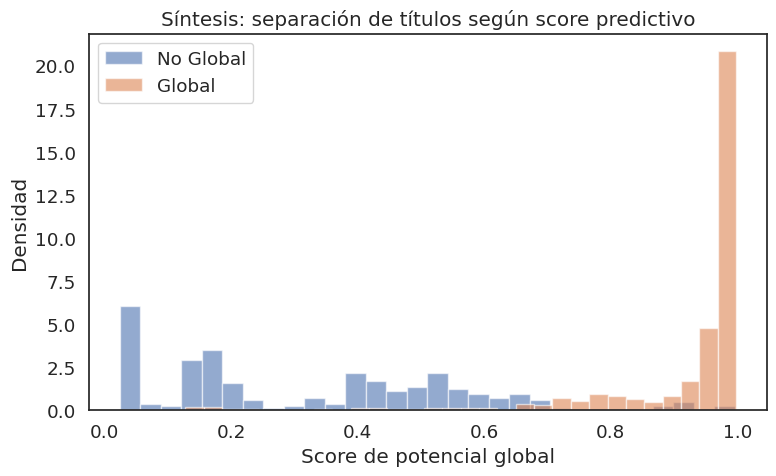 Síntesis: separación de títulos según score predictivo
No Global
Global
Densidad
20.0
17.5
15.0
12.5
10.0
7.5
5.0
2.5
0.0
0.0 0.2 0.4 0.6 0.8 1.0
Score de potencial global